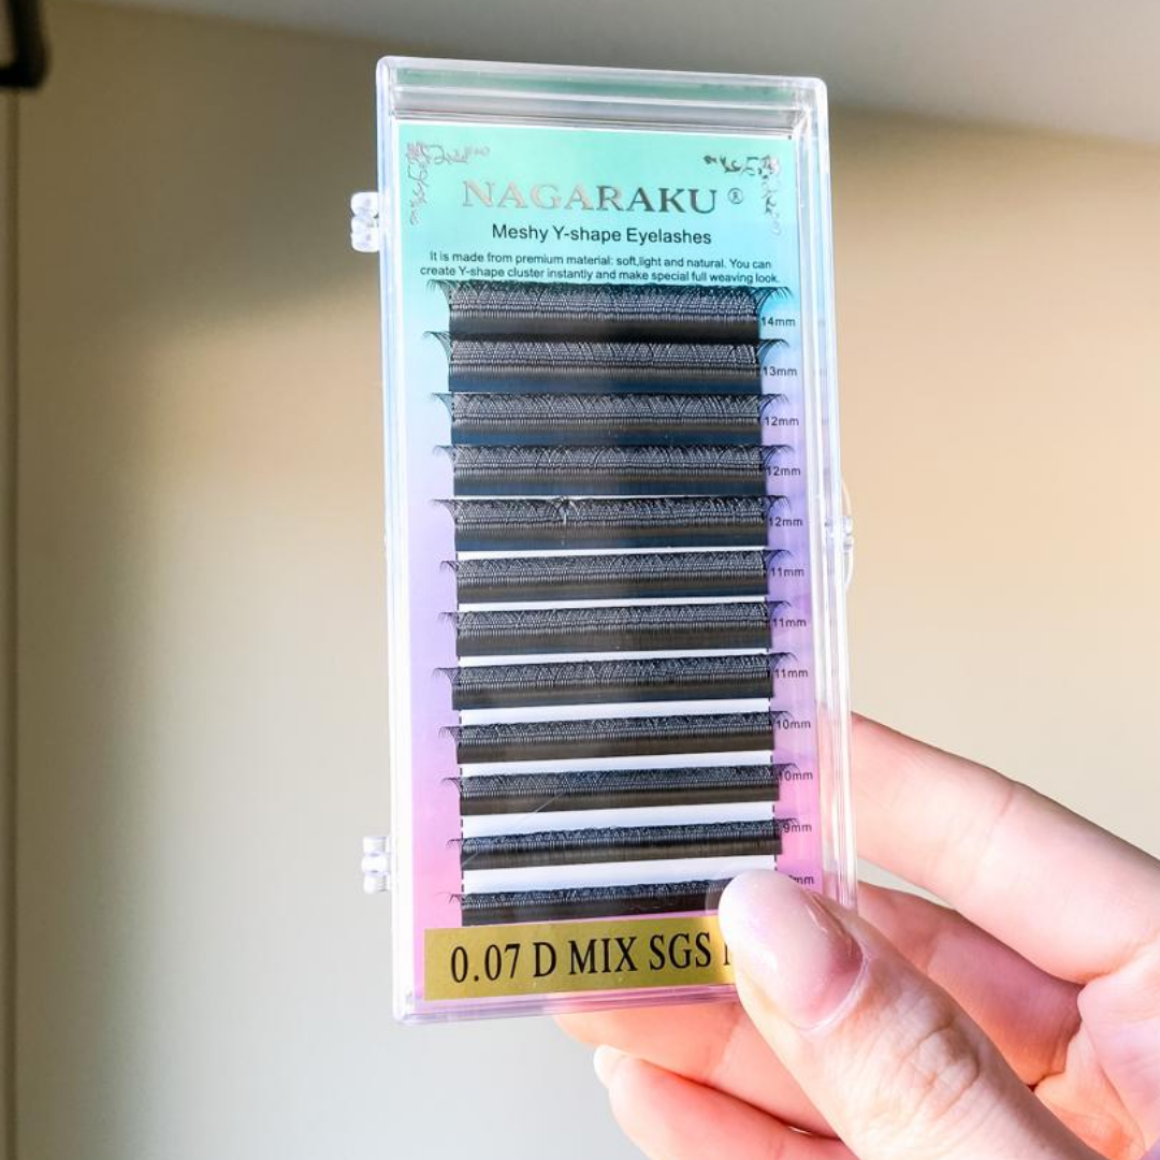 NAGARAKU ®
Meshy Y-shape Eyelashes
It is made from premium material: soft,light and natural. You can
create Y-shape cluster instantly and make special full weaving look.
14mm
13mm
12mm
12mm
12mm
11mm
11mm
11mm
10mm
10mm
9mm
0.07 D MIX SGS